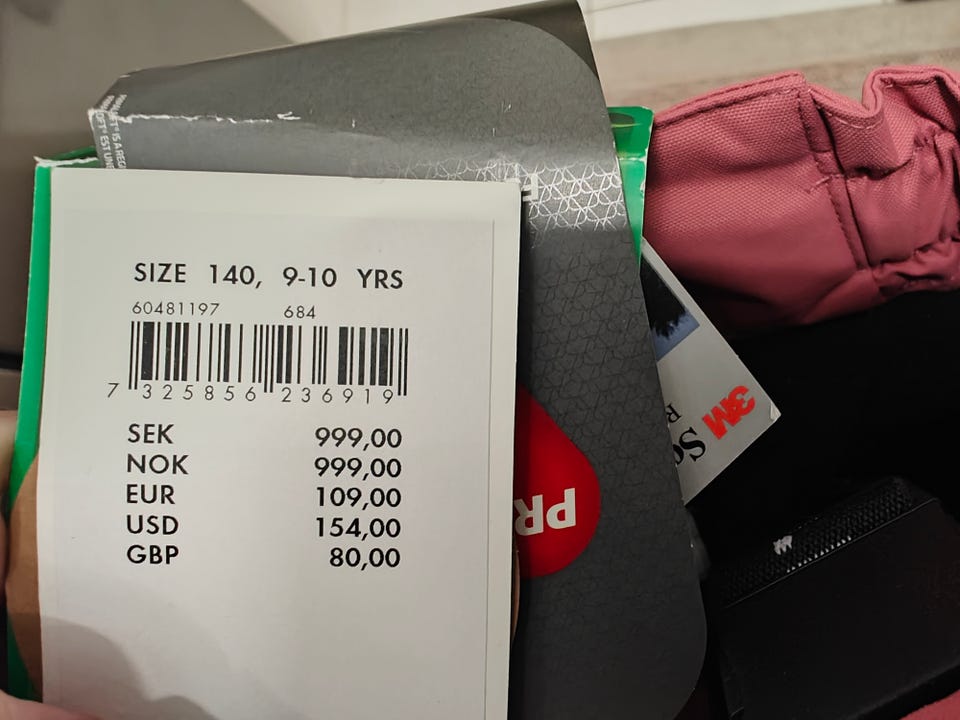 SIZE 140, 9-10 YRS
60481197 684
7 325856 236919
SEK 999,00
NOK 999,00
EUR 109,00
USD 154,00
GBP 80,00
PR
3M